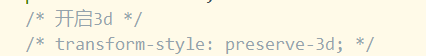 /* 开启3d */
/* transform-style: preserve-3d; */